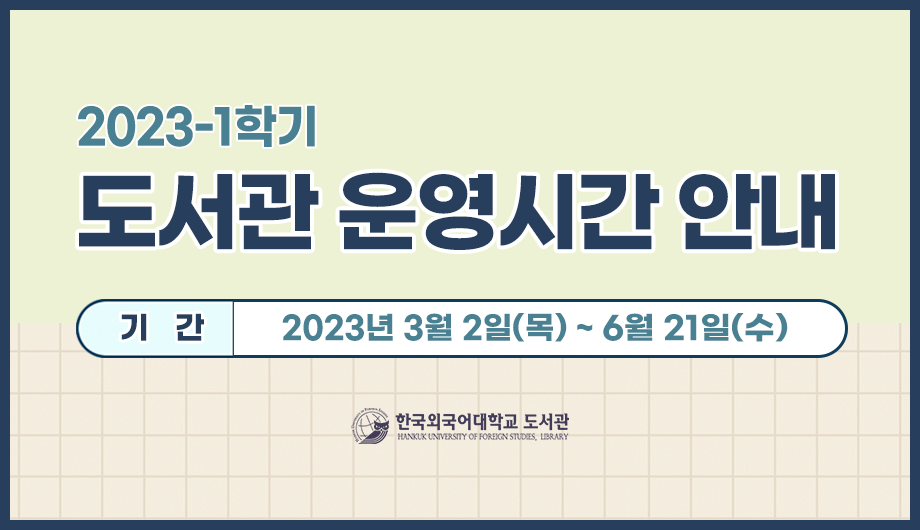 2023-1학기
도서관 운영시간 안내
기 간
2023년 3월 2일(목) ~ 6월 21일(수)
한국외국어대학교 도서관
HANKUK UNIVERSITY OF FOREIGN STUDIES, LIBRARY